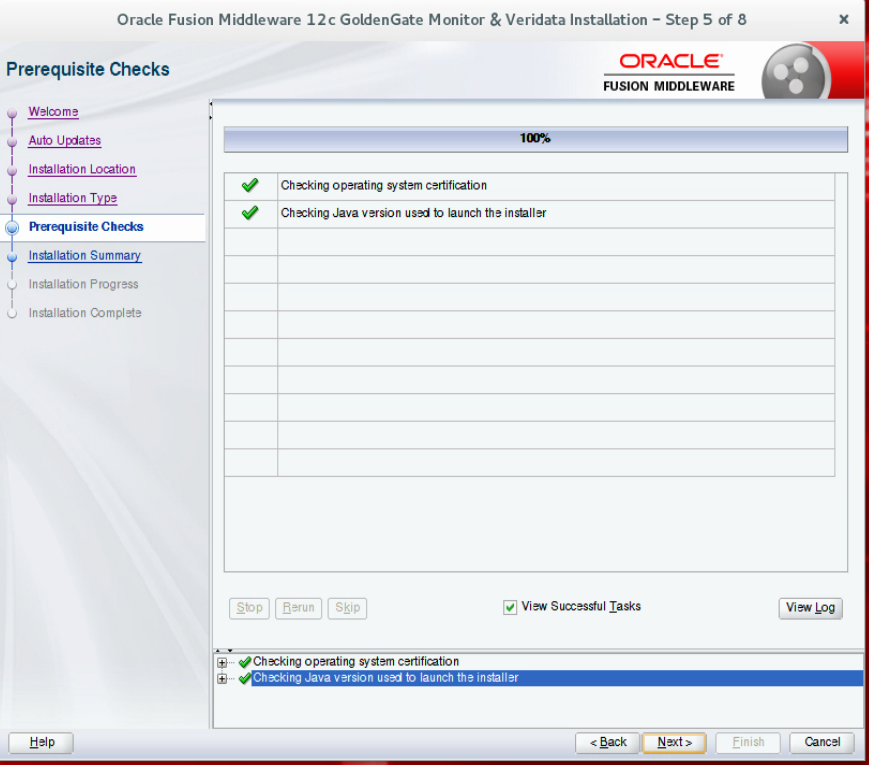 Oracle Fusion Middleware 12c GoldenGate Monitor & Veridata Installation - Step 5 of 8
x
Prerequisite Checks
ORACLE
FUSION MIDDLEWARE
Welcome
Auto Updates
Installation Location
Installation Type
Prerequisite Checks
Installation Summary
Installation Progress
Installation Complete
100%
Checking operating system certification
Checking Java version used to launch the installer
Stop Rerun Skip View Successful Tasks View Log
Checking operating system certification
Checking Java version used to launch the installer
Help < Back Next > Finish Cancel